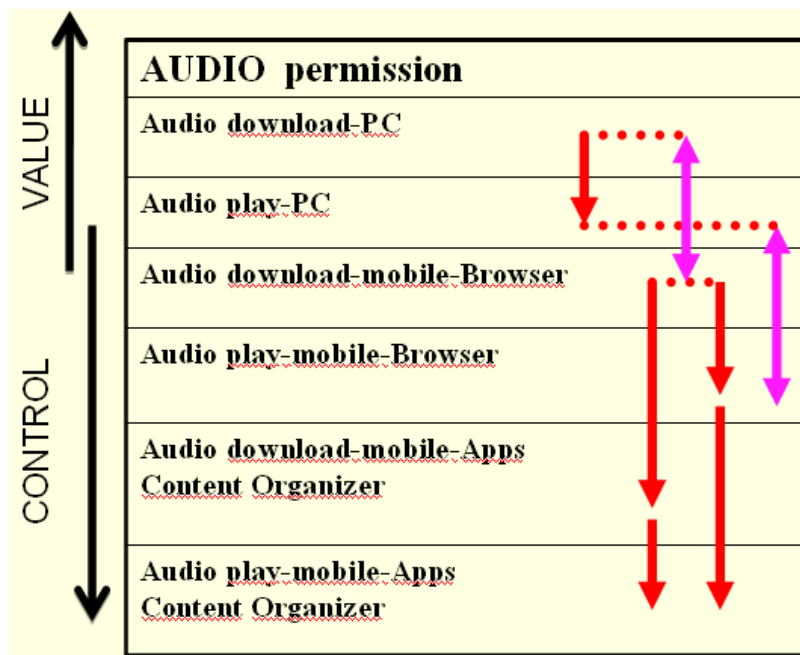 VALUE
CONTROL
AUDIO permission
Audio download-PC
Audio play-PC
Audio download-mobile-Browser
Audio play-mobile-Browser
Audio download-mobile-Apps
Content Organizer
Audio play-mobile-Apps
Content Organizer